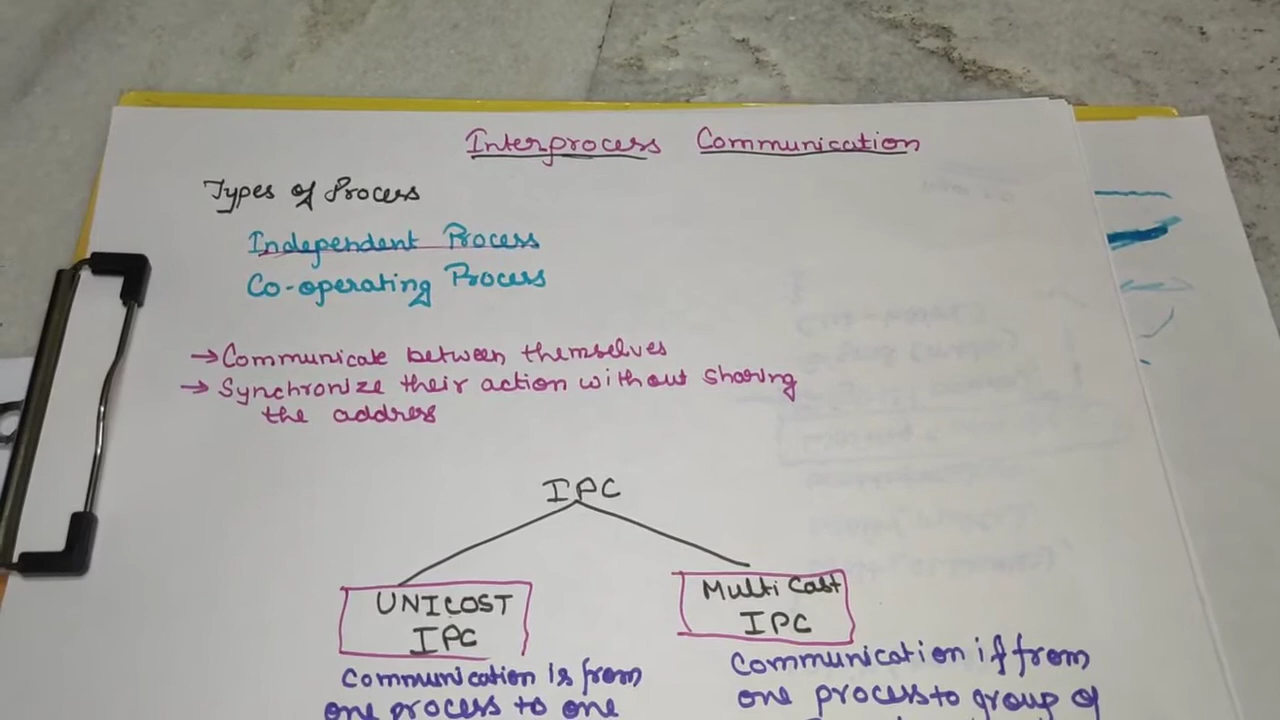 Interprocess Communication
Types of Process
Independent Process
Co-operating Process
→ Communicate between themselves
→ Synchronize their action without sharing
the address
IPC
UNICOST
IPC
Multi Cast
IPC
Communication is from
one process to one
Communication if from
one process to group of